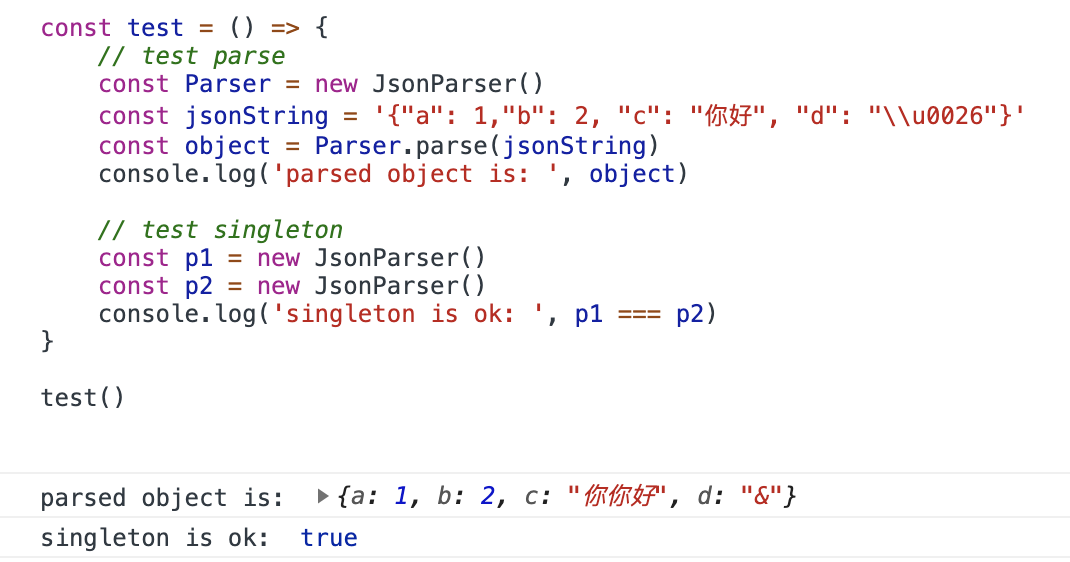 const test = () => {
    // test parse
    const Parser = new JsonParser()
    const jsonString = '{"a": 1,"b": 2, "c": "你好", "d": "\\u0026"}'
    const object = Parser.parse(jsonString)
    console.log('parsed object is: ', object)

    // test singleton
    const p1 = new JsonParser()
    const p2 = new JsonParser()
    console.log('singleton is ok: ', p1 === p2)
}

test()

parsed object is:  ▶{a: 1, b: 2, c: "你你好", d: "&"}
singleton is ok:  true